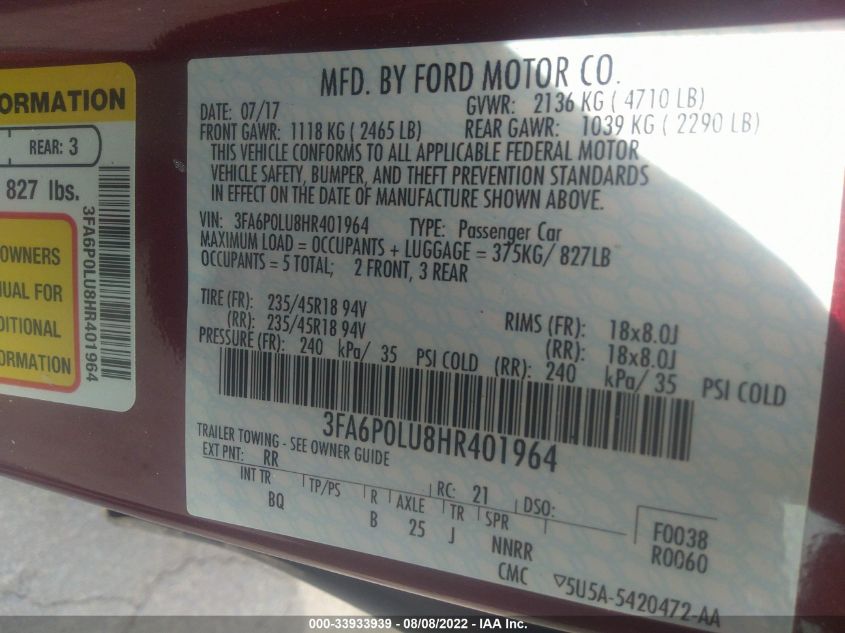 ORMATION
REAR: 3
827 lbs.
OWNERS
NUAL FOR
DITIONAL
ORMATION
3FA6P0LU8HR401964
MFD. BY FORD MOTOR CO.
DATE: 07/17 GVWR: 2136 KG ( 4710 LB)
FRONT GAWR: 1118 KG ( 2465 LB) REAR GAWR: 1039 KG ( 2290 LB)
THIS VEHICLE CONFORMS TO ALL APPLICABLE FEDERAL MOTOR
VEHICLE SAFETY, BUMPER, AND THEFT PREVENTION STANDARDS
IN EFFECT ON THE DATE OF MANUFACTURE SHOWN ABOVE.
VIN: 3FA6P0LU8HR401964 TYPE: Passenger Car
MAXIMUM LOAD = OCCUPANTS + LUGGAGE = 375KG/ 827LB
OCCUPANTS = 5 TOTAL; 2 FRONT, 3 REAR
TIRE (FR): 235/45R18 94V RIMS (FR): 18x8.0J
(RR): 235/45R18 94V (RR): 18x8.0J
PRESSURE (FR): 240 kPa/ 35 PSI COLD (RR): 240 kPa/ 35 PSI COLD
3FA6P0LU8HR401964
TRAILER TOWING - SEE OWNER GUIDE
EXT PNT: RR RC: 21 DSO:
INT TR TP/PS R AXLE TR SPR F0038
BQ B 25 J NNRR R0060
CMC ▽5U5A-5420472-AA
000-33933939 - 08/08/2022 - IAA Inc.